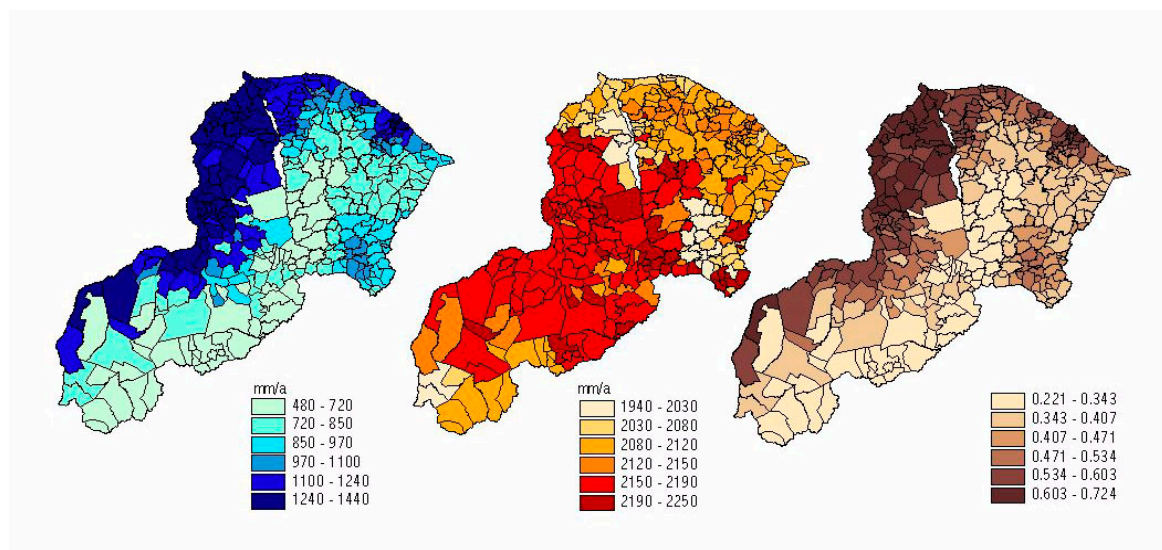 mm/a
480 - 720
720 - 850
850 - 970
970 - 1100
1100 - 1240
1240 - 1440
mm/a
1940 - 2030
2030 - 2080
2080 - 2120
2120 - 2150
2150 - 2190
2190 - 2250
0.221 - 0.343
0.343 - 0.407
0.407 - 0.471
0.471 - 0.534
0.534 - 0.603
0.603 - 0.724